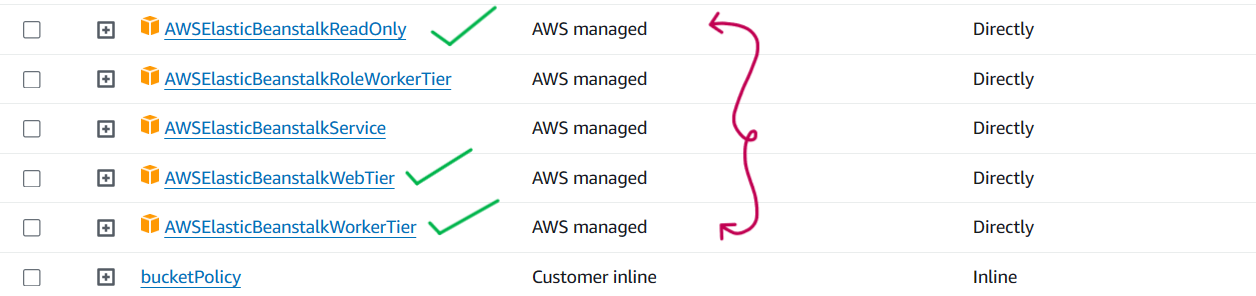 AWSElasticBeanstalkReadOnly AWS managed Directly
AWSElasticBeanstalkRoleWorkerTier AWS managed Directly
AWSElasticBeanstalkService AWS managed Directly
AWSElasticBeanstalkWebTier AWS managed Directly
AWSElasticBeanstalkWorkerTier AWS managed Directly
bucketPolicy Customer inline Inline